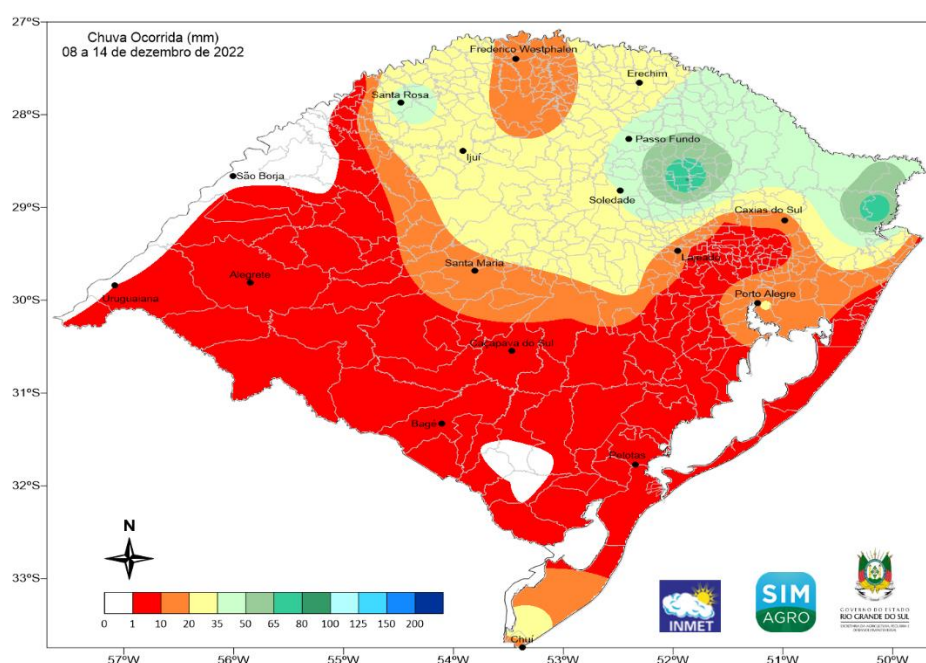 27°S
Chuva Ocorrida (mm)
08 a 14 de dezembro de 2022
Frederico Westphalen
Erechim
Santa Rosa
28°S
Passo Fundo
Ijuí
São Borja
Soledade
29°S
Caxias do Sul
Lajeado
Santa Maria
Alegrete
Uruguaiana
Porto Alegre
30°S
Caçapava do Sul
31°S
Bagé
Pelotas
32°S
N
33°S
0 1 10 20 35 50 65 80 100 125 150 200
Chuí
INMET
SIM
AGRO
GOVERNO DO ESTADO
RIO GRANDE DO SUL
57°W 56°W 55°W 54°W 53°W 52°W 51°W 50°W